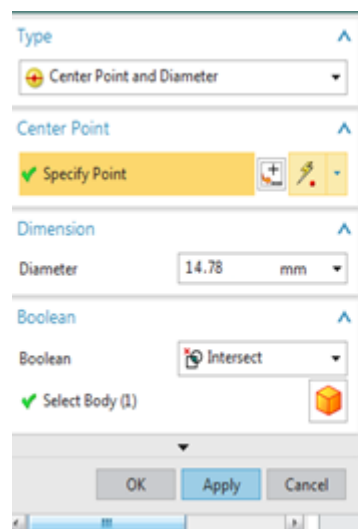 Type
Center Point and Diameter
Center Point
Specify Point
Dimension
Diameter 14.78 mm
Boolean
Boolean Intersect
Select Body (1)
OK Apply Cancel